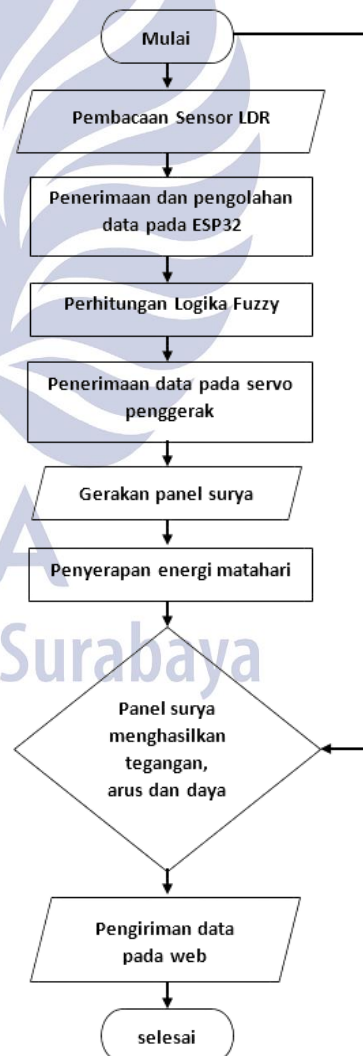 Mulai
Pembacaan Sensor LDR
Penerimaan dan pengolahan
data pada ESP32
Perhitungan Logika Fuzzy
Penerimaan data pada servo
penggerak
Gerakan panel surya
Penyerapan energi matahari
A
Surabaya
Panel surya
menghasilkan
tegangan,
arus dan daya
Pengiriman data
pada web
selesai